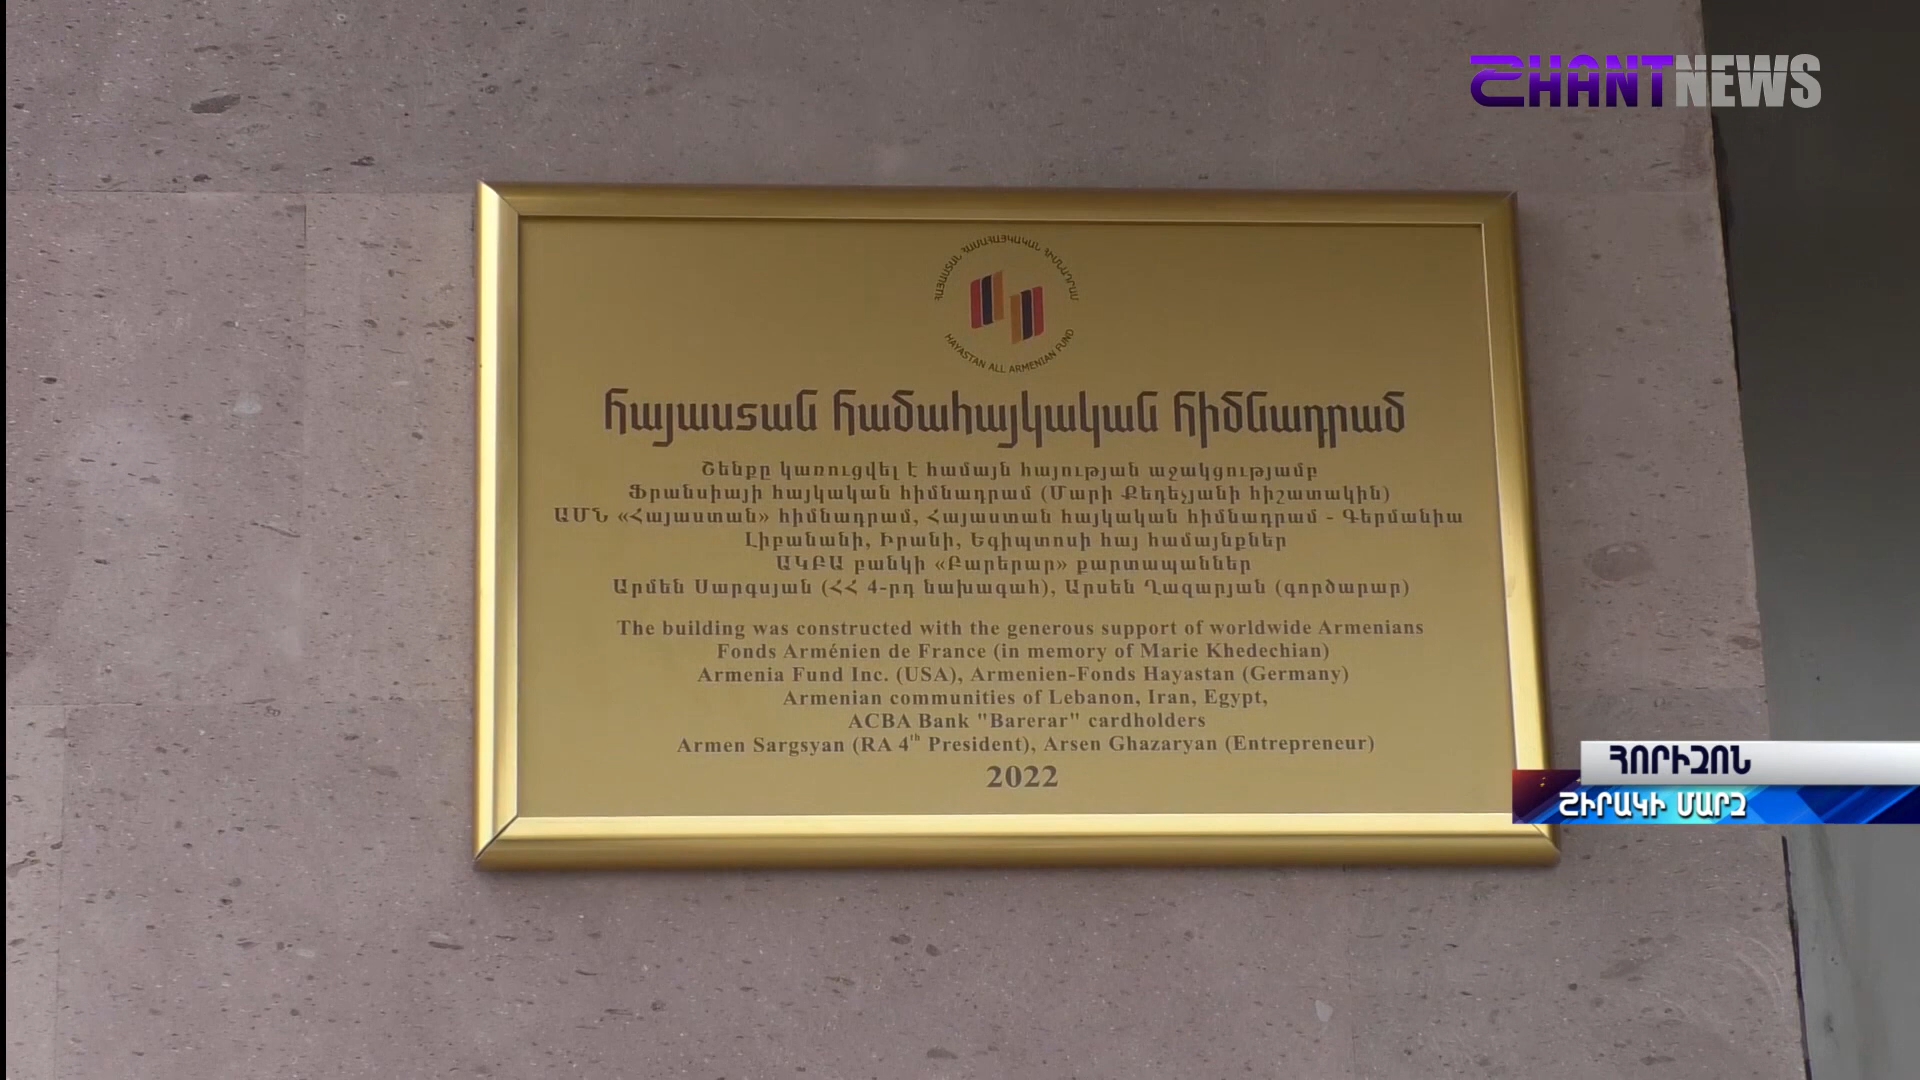 SHANTNEWS
ՀԱՅԱՍՏԱՆ ՀԱՄԱՀԱՅԿԱԿԱՆ ՀԻՄՆԱԴՐԱՄ
HAYASTAN ALL ARMENIAN FUND
Հայաստան համահայկական հիմնադրամ
Շենքը կառուցվել է համայն հայության աջակցությամբ
Ֆրանսիայի հայկական հիմնադրամ (Մարի Քեդեչյանի հիշատակին)
ԱՄՆ «Հայաստան» հիմնադրամ, Հայաստան հայկական հիմնադրամ - Գերմանիա
Լիբանանի, Իրանի, Եգիպտոսի հայ համայնքներ
ԱԿԲԱ բանկի «Բարերար» քարտապաններ
Արմեն Սարգսյան (ՀՀ 4-րդ նախագահ), Արսեն Ղազարյան (գործարար)
The building was constructed with the generous support of worldwide Armenians
Fonds Arménien de France (in memory of Marie Khedechian)
Armenia Fund Inc. (USA), Armenien-Fonds Hayastan (Germany)
Armenian communities of Lebanon, Iran, Egypt,
ACBA Bank "Barerar" cardholders
Armen Sargsyan (RA 4th President), Arsen Ghazaryan (Entrepreneur)
2022
ՀՈՐԻԶՈՆ
ՇԻՐԱԿԻ ՄԱՐԶ